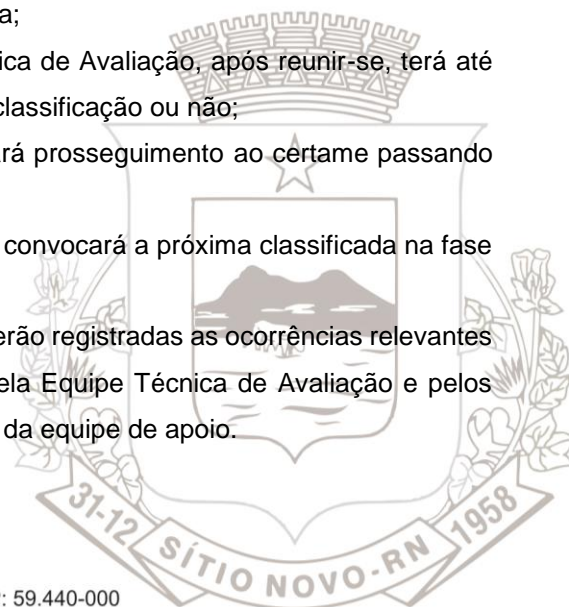 a;
ica de Avaliação, após reunir-se, terá até
classificação ou não;
ará prosseguimento ao certame passando
convocará a próxima classificada na fase
erão registradas as ocorrências relevantes
ela Equipe Técnica de Avaliação e pelos
da equipe de apoio.
31-12 SÍTIO NOVO-RN 1958
: 59.440-000